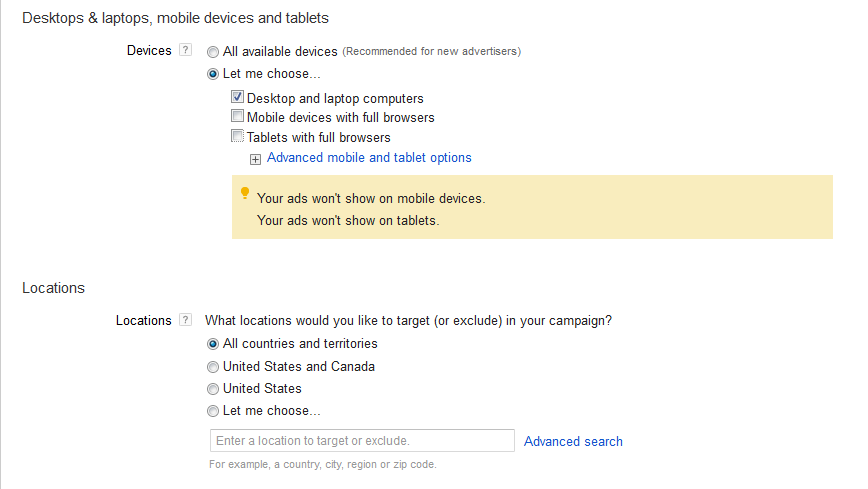 Desktops & laptops, mobile devices and tablets
Devices ? All available devices (Recommended for new advertisers)
Let me choose...
Desktop and laptop computers
Mobile devices with full browsers
Tablets with full browsers
Advanced mobile and tablet options
Your ads won't show on mobile devices.
Your ads won't show on tablets.
Locations
Locations ? What locations would you like to target (or exclude) in your campaign?
All countries and territories
United States and Canada
United States
Let me choose...
Enter a location to target or exclude. Advanced search
For example, a country, city, region or zip code.